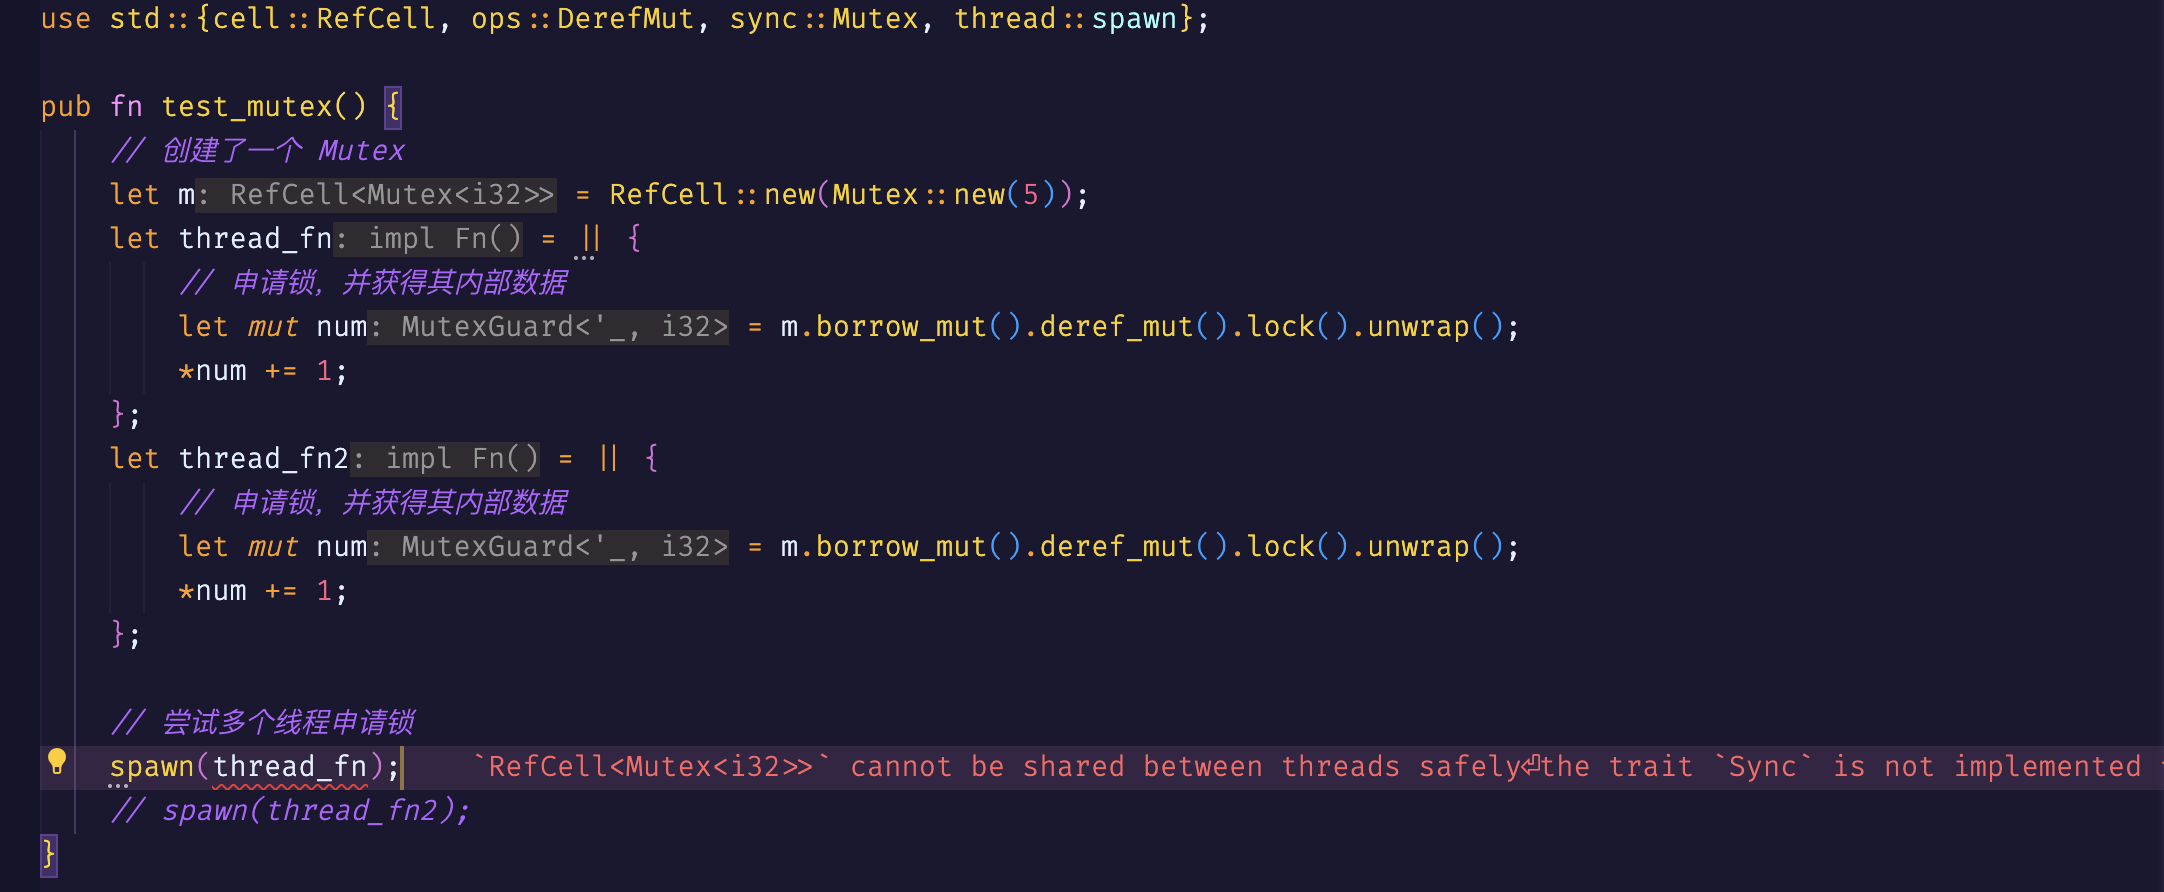 use std::{cell::RefCell, ops::DerefMut, sync::Mutex, thread::spawn};
pub fn test_mutex() {
// 创建了一个 Mutex
let m: RefCell<Mutex<i32>> = RefCell::new(Mutex::new(5));
let thread_fn: impl Fn() = || {
// 申请锁，并获得其内部数据
let mut num: MutexGuard<'_, i32> = m.borrow_mut().deref_mut().lock().unwrap();
*num += 1;
};
let thread_fn2: impl Fn() = || {
// 申请锁，并获得其内部数据
let mut num: MutexGuard<'_, i32> = m.borrow_mut().deref_mut().lock().unwrap();
*num += 1;
};
// 尝试多个线程申请锁
spawn(thread_fn); `RefCell<Mutex<i32>>` cannot be shared between threads safely⏎the trait `Sync` is not implemented
// spawn(thread_fn2);
}